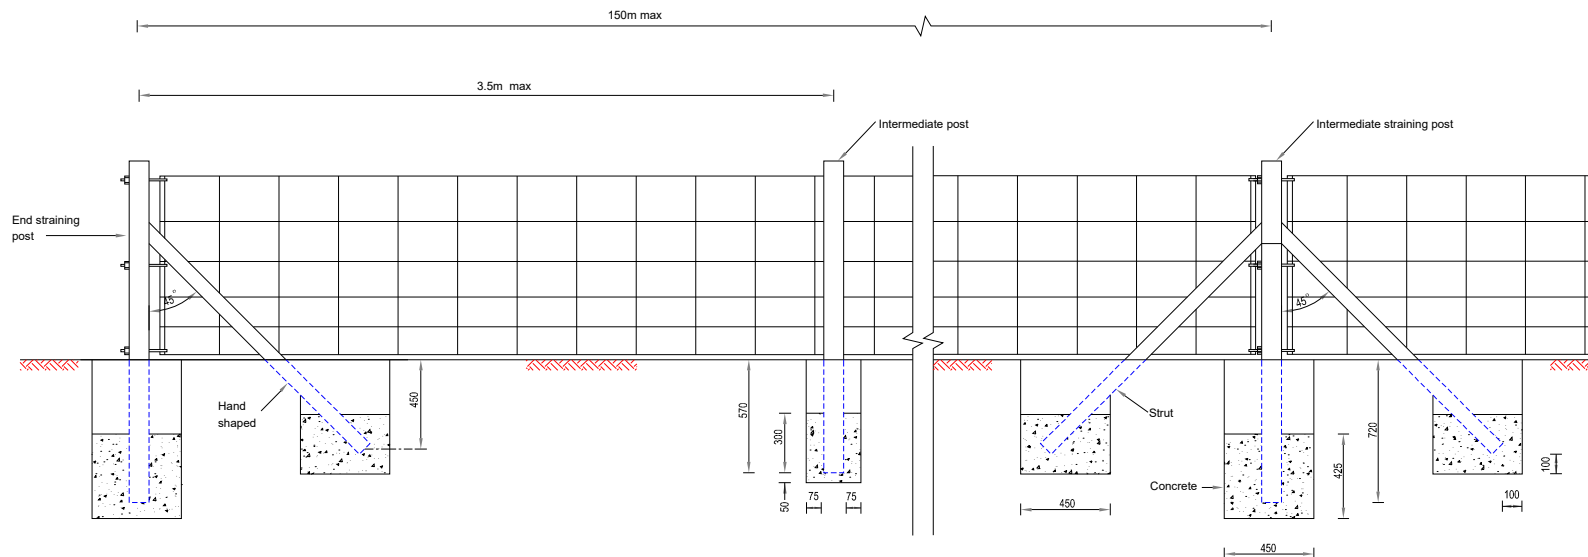 150m max
3.5m  max
Intermediate post
Intermediate straining post
End straining
post
45°
45°
Hand
shaped
450
570
300
50
75
75
Strut
Concrete
450
720
425
450
100
100